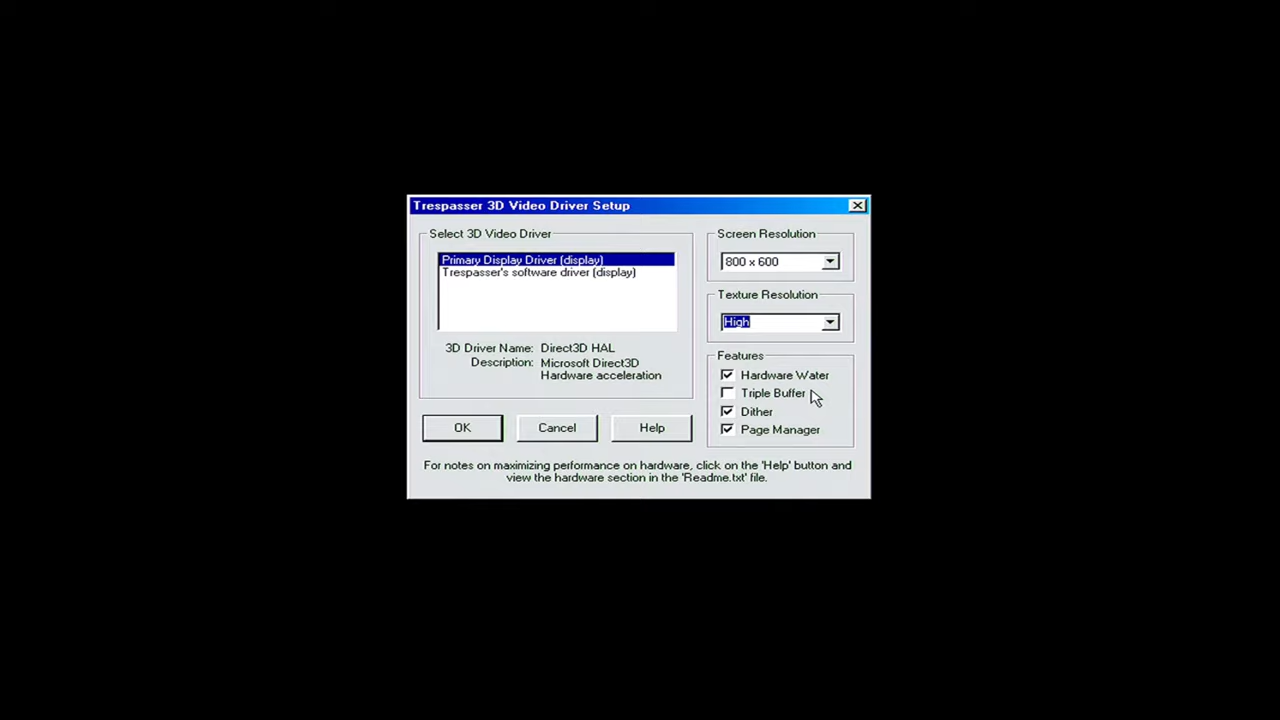 Trespasser 3D Video Driver Setup
Select 3D Video Driver
Primary Display Driver (display)
Trespasser's software driver (display)
3D Driver Name: Direct3D HAL
Description: Microsoft Direct3D
Hardware acceleration
OK
Cancel
Help
Screen Resolution
800 x 600
Texture Resolution
High
Features
Hardware Water
Triple Buffer
Dither
Page Manager
For notes on maximizing performance on hardware, click on the 'Help' button and
view the hardware section in the 'Readme.txt' file.